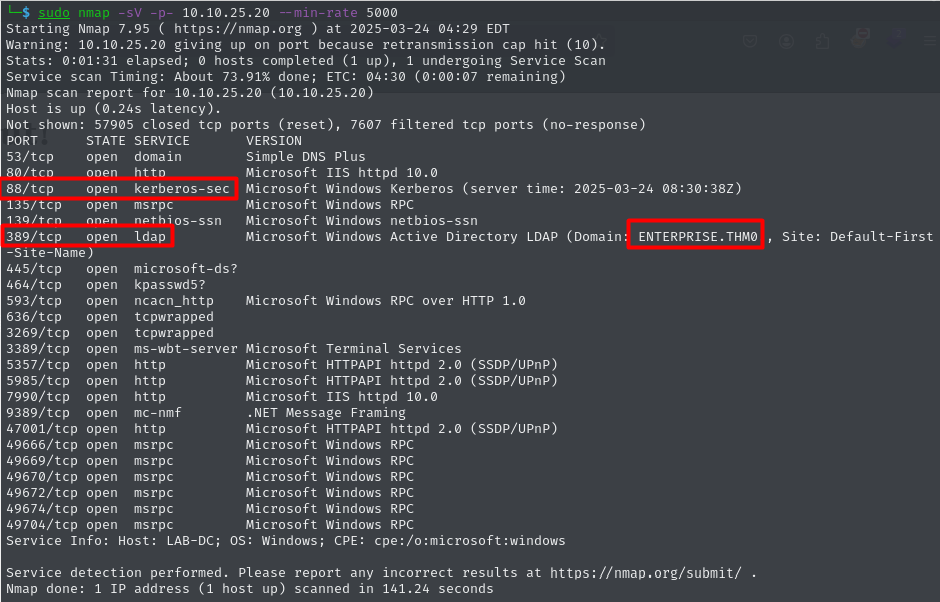 └─$ sudo nmap -sV -p- 10.10.25.20 --min-rate 5000
Starting Nmap 7.95 ( https://nmap.org ) at 2025-03-24 04:29 EDT
Warning: 10.10.25.20 giving up on port because retransmission cap hit (10).
Stats: 0:01:31 elapsed; 0 hosts completed (1 up), 1 undergoing Service Scan
Service scan Timing: About 73.91% done; ETC: 04:30 (0:00:07 remaining)
Nmap scan report for 10.10.25.20 (10.10.25.20)
Host is up (0.24s latency).
Not shown: 57905 closed tcp ports (reset), 7607 filtered tcp ports (no-response)
PORT      STATE SERVICE       VERSION
53/tcp    open  domain        Simple DNS Plus
80/tcp    open  http          Microsoft IIS httpd 10.0
88/tcp    open  kerberos-sec  Microsoft Windows Kerberos (server time: 2025-03-24 08:30:38Z)
135/tcp   open  msrpc         Microsoft Windows RPC
139/tcp   open  netbios-ssn   Microsoft Windows netbios-ssn
389/tcp   open  ldap          Microsoft Windows Active Directory LDAP (Domain: ENTERPRISE.THM0 , Site: Default-First
-Site-Name)
445/tcp   open  microsoft-ds?
464/tcp   open  kpasswd5?
593/tcp   open  ncacn_http    Microsoft Windows RPC over HTTP 1.0
636/tcp   open  tcpwrapped
3269/tcp  open  tcpwrapped
3389/tcp  open  ms-wbt-server Microsoft Terminal Services
5357/tcp  open  http          Microsoft HTTPAPI httpd 2.0 (SSDP/UPnP)
5985/tcp  open  http          Microsoft HTTPAPI httpd 2.0 (SSDP/UPnP)
7990/tcp  open  http          Microsoft IIS httpd 10.0
9389/tcp  open  mc-nmf        .NET Message Framing
47001/tcp open  http          Microsoft HTTPAPI httpd 2.0 (SSDP/UPnP)
49666/tcp open  msrpc         Microsoft Windows RPC
49669/tcp open  msrpc         Microsoft Windows RPC
49670/tcp open  msrpc         Microsoft Windows RPC
49672/tcp open  msrpc         Microsoft Windows RPC
49674/tcp open  msrpc         Microsoft Windows RPC
49704/tcp open  msrpc         Microsoft Windows RPC
Service Info: Host: LAB-DC; OS: Windows; CPE: cpe:/o:microsoft:windows

Service detection performed. Please report any incorrect results at https://nmap.org/submit/ .
Nmap done: 1 IP address (1 host up) scanned in 141.24 seconds